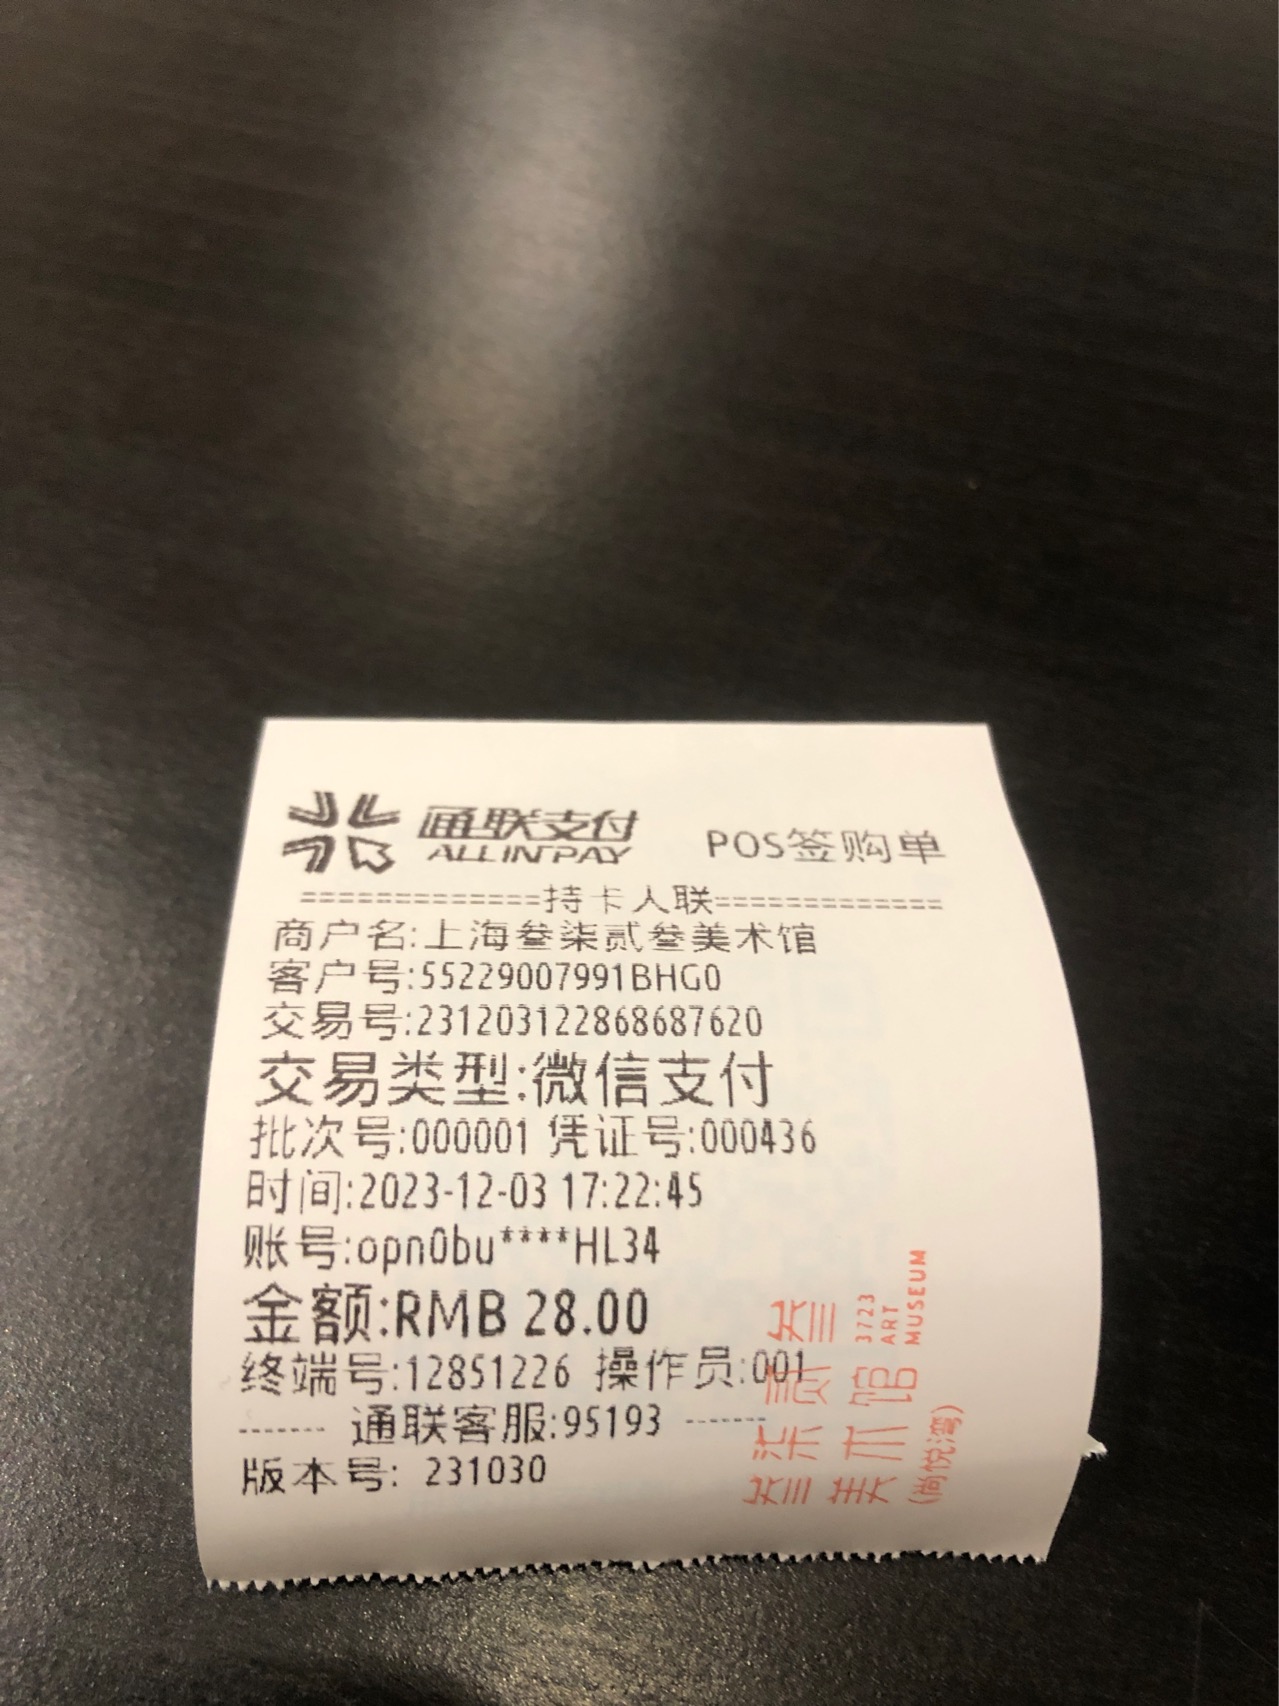 通联支付
ALLINPAY
POS签购单
=============持卡人联=============
商户名:上海叁柒贰叁美术馆
客户号:55229007991BHG0
交易号:231203122868687620
交易类型:微信支付
批次号:000001 凭证号:000436
时间:2023-12-03 17:22:45
账号:opn0bu****HL34
金额:RMB 28.00
终端号:12851226 操作员:001
------ 通联客服:95193 ------
版本号: 231030
叁柒贰叁
美术馆
3723
ART
MUSEUM
(尚悦湾)